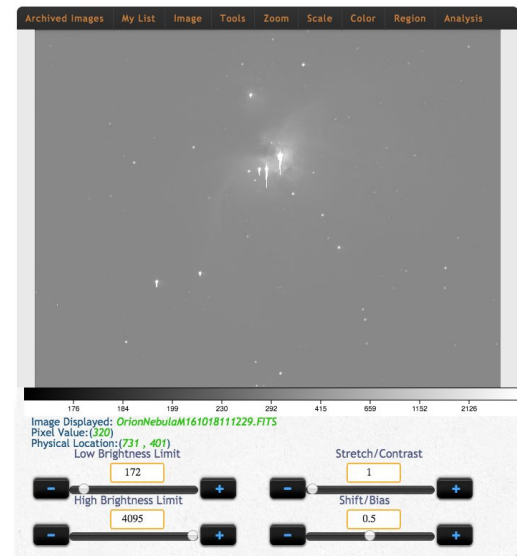 Archived Images My List Image Tools Zoom Scale Color Region Analysis
176 184 199 230 292 415 659 1152 2126
Image Displayed: OrionNebulaM161018111229.FITS
Pixel Value:(320)
Physical Location:(731 , 401)
Low Brightness Limit Stretch/Contrast
172 1
- + - +
High Brightness Limit Shift/Bias
4095 0.5
- + - +